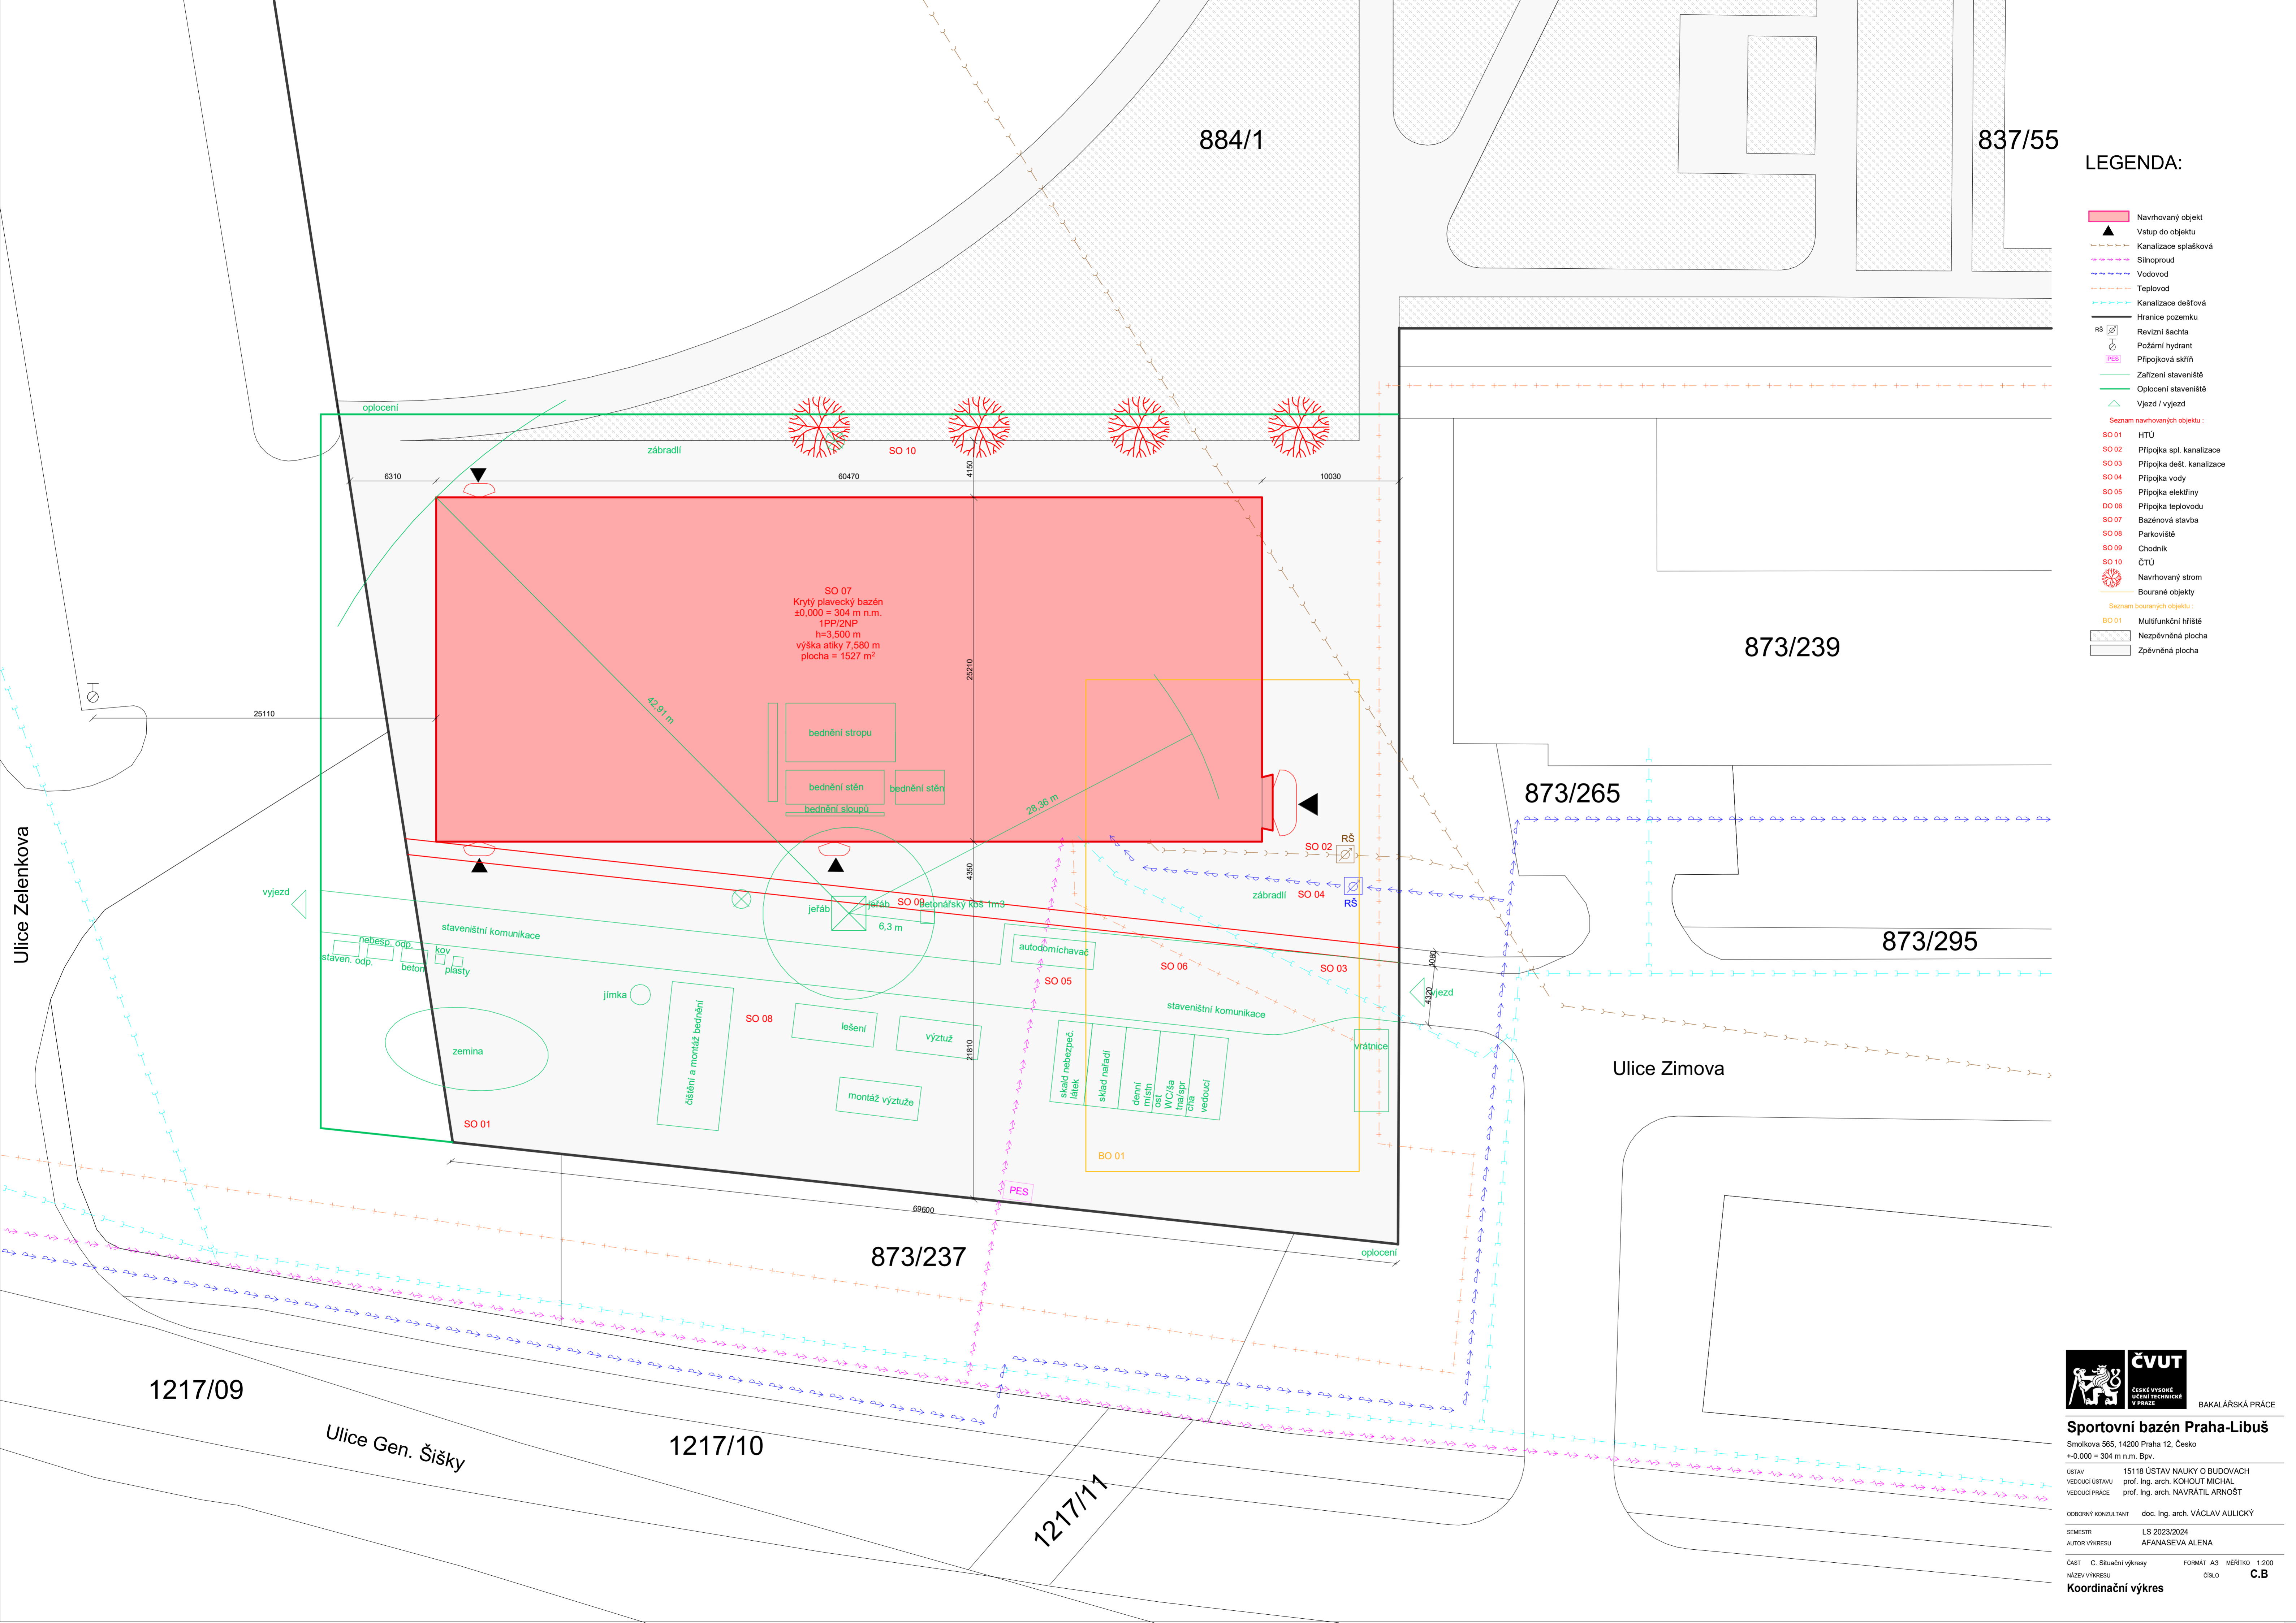 884/1
837/55
LEGENDA:
Navrhovaný objekt
Vstup do objektu
Kanalizace splašková
Silnoproud
Vodovod
Teplovod
Kanalizace dešťová
Hranice pozemku
RŠ
Revizní šachta
Požární hydrant
PES
Připojková skříň
Zařízení staveniště
Oplocení staveniště
Vjezd / vyjezd
Seznam navrhovaných objektu :
SO 01 HTÚ
SO 02 Přípojka spl. kanalizace
SO 03 Přípojka dešt. kanalizace
SO 04 Přípojka vody
SO 05 Přípojka elektřiny
DO 06 Přípojka teplovodu
SO 07 Bazénová stavba
SO 08 Parkoviště
SO 09 Chodník
SO 10 ČTÚ
Navrhovaný strom
Bourané objekty
Seznam bouraných objektu :
BO 01 Multifunkční hřiště
Nezpěvněná plocha
Zpěvněná plocha
oplocení
zábradlí
SO 10
4150
6310
60470
10030
SO 07
Krytý plavecký bazén
±0,000 = 304 m n.m.
1PP/2NP
h=3,500 m
výška atiky 7,580 m
plocha = 1527 m²
25210
42,91 m
25110
bednění stropu
bednění stěn
bednění stěn
bednění sloupů
28,36 m
873/239
873/265
873/295
Ulice Zelenkova
vyjezd
RŠ
SO 02
4350
zábradlí
SO 04
RŠ
jeřáb
jeřáb
SO 09
betonářský koš 1m3
6,3 m
staveništní komunikace
nebesp. odp.
kov
staven. odp.
beton
plasty
autodomíchavač
SO 06
SO 03
SO 05
4320
vjezd
jímka
čištění a montáž bednění
SO 08
lešení
výztuž
staveništní komunikace
zemina
21810
montáž výztuže
skald nebezpeč.
látek
sklad nařadí
denní
místn
ost
WC/ša
tna/spr
cha
vedoucí
vrátnice
Ulice Zimova
SO 01
BO 01
PES
69600
oplocení
873/237
1217/09
Ulice Gen. Šišky
1217/10
1217/11
ČVUT
ČESKÉ VYSOKÉ
UČENÍ TECHNICKÉ
V PRAZE
BAKALÁŘSKÁ PRÁCE
Sportovní bazén Praha-Libuš
Smolkova 565, 14200 Praha 12, Česko
+-0.000 = 304 m n.m. Bpv.
ÚSTAV 15118 ÚSTAV NAUKY O BUDOVACH
VEDOUCÍ ÚSTAVU prof. Ing. arch. KOHOUT MICHAL
VEDOUCÍ PRÁCE prof. Ing. arch. NAVRÁTIL ARNOŠT
ODBORNÝ KONZULTANT doc. Ing. arch. VÁCLAV AULICKÝ
SEMESTR LS 2023/2024
AUTOR VÝKRESU AFANASEVA ALENA
ČÁST C. Situační výkresy FORMÁT A3 MĚŘÍTKO 1:200
NÁZEV VÝKRESU ČÍSLO C.B
Koordinační výkres